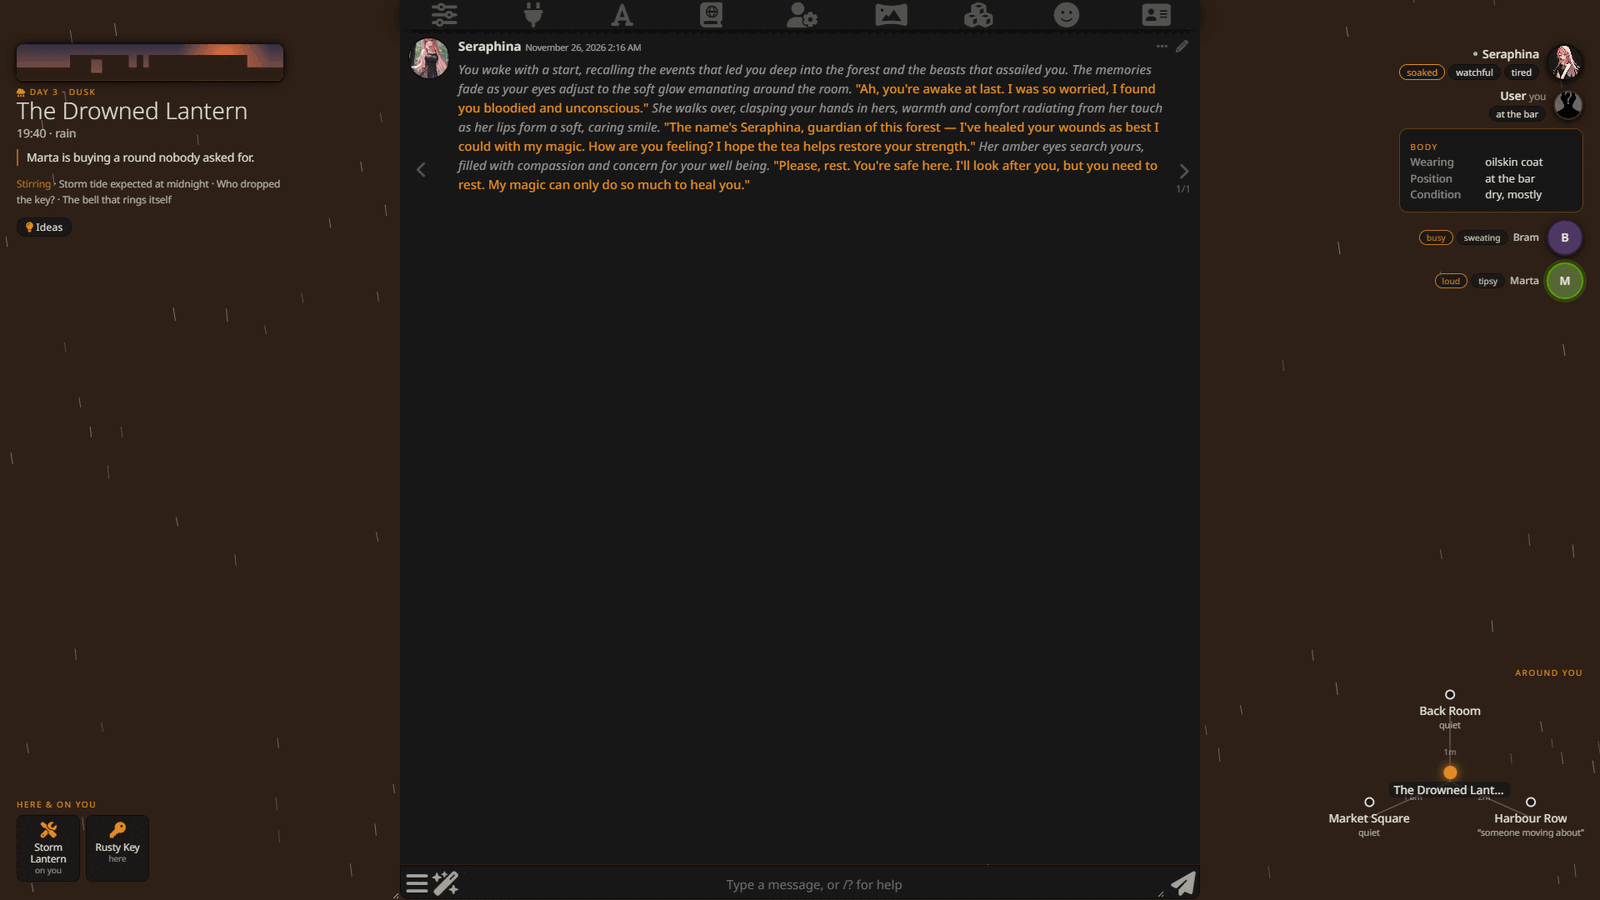 DAY 3 · DUSK
The Drowned Lantern
19:40 · rain
Marta is buying a round nobody asked for.
Stirring · Storm tide expected at midnight · Who dropped
the key? · The bell that rings itself
Ideas
HERE & ON YOU
Storm
Lantern
on you
Rusty Key
here
Seraphina November 26, 2026 2:16 AM
You wake with a start, recalling the events that led you deep into the forest and the beasts that assailed you. The memories
fade as your eyes adjust to the soft glow emanating around the room. "Ah, you're awake at last. I was so worried, I found
you bloodied and unconscious." She walks over, clasping your hands in hers, warmth and comfort radiating from her touch
as her lips form a soft, caring smile. "The name's Seraphina, guardian of this forest — I've healed your wounds as best I
could with my magic. How are you feeling? I hope the tea helps restore your strength." Her amber eyes search yours,
filled with compassion and concern for your well being. "Please, rest. You're safe here. I'll look after you, but you need to
rest. My magic can only do so much to heal you."
1/1
Type a message, or /? for help
Seraphina
soaked watchful tired
User you
at the bar
BODY
Wearing oilskin coat
Position at the bar
Condition dry, mostly
busy sweating Bram B
loud tipsy Marta M
AROUND YOU
Back Room
quiet
1m
The Drowned Lant...
Market Square
quiet
Harbour Row
"someone moving about"